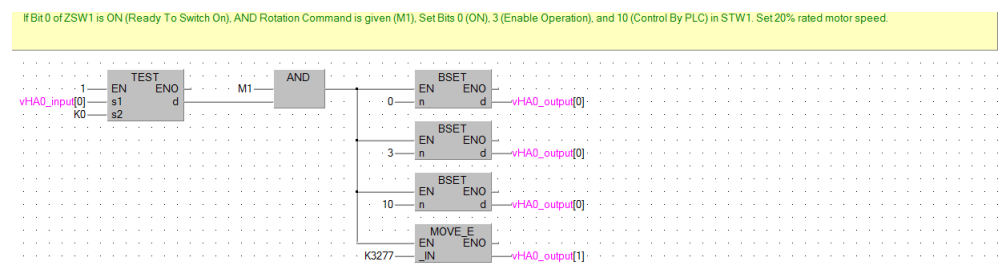 If Bit 0 of ZSW1 is ON (Ready To Switch On), AND Rotation Command is given (M1), Set Bits 0 (ON), 3 (Enable Operation), and 10 (Control By PLC) in STW1. Set 20% rated motor speed.
TEST AND BSET
1 EN ENO M1 EN ENO
vHA0_input[0] s1 d 0 n d vHA0_output[0]
K0 s2
BSET
EN ENO
3 n d vHA0_output[0]
BSET
EN ENO
10 n d vHA0_output[0]
MOVE_E
EN ENO
K3277 _IN vHA0_output[1]